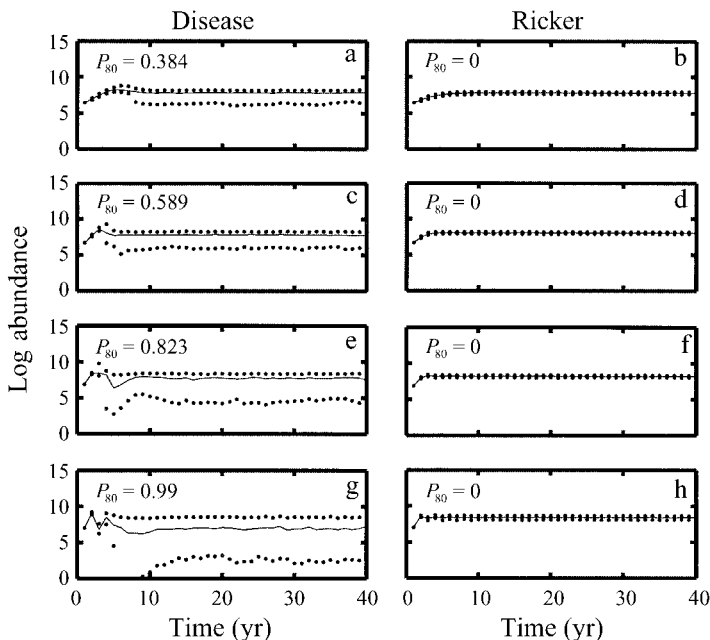 Disease Ricker
15 P80 = 0.384 a b P80 = 0
10
5
0
15 P80 = 0.589 c d P80 = 0
10
5
0
15 P80 = 0.823 e f P80 = 0
10
5
0
15 P80 = 0.99 g h P80 = 0
10
5
0
0 10 20 30 40 0 10 20 30 40
Time (yr) Time (yr)
Log abundance